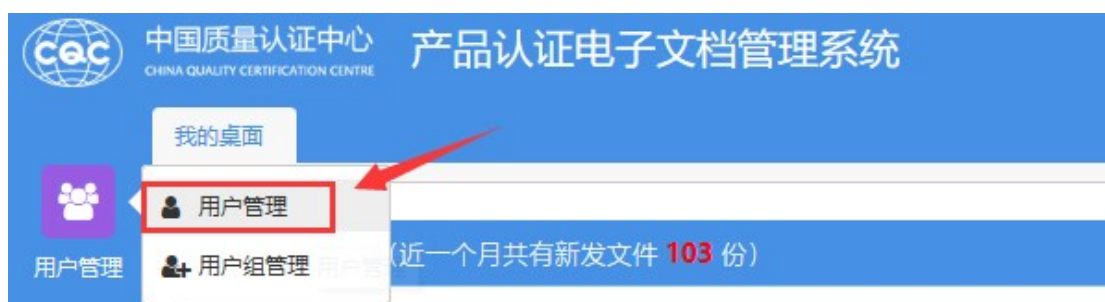 CQC
中国质量认证中心 产品认证电子文档管理系统
CHINA QUALITY CERTIFICATION CENTRE
我的桌面
用户管理
用户管理
用户组管理
（近一个月共有新发文件 103 份）